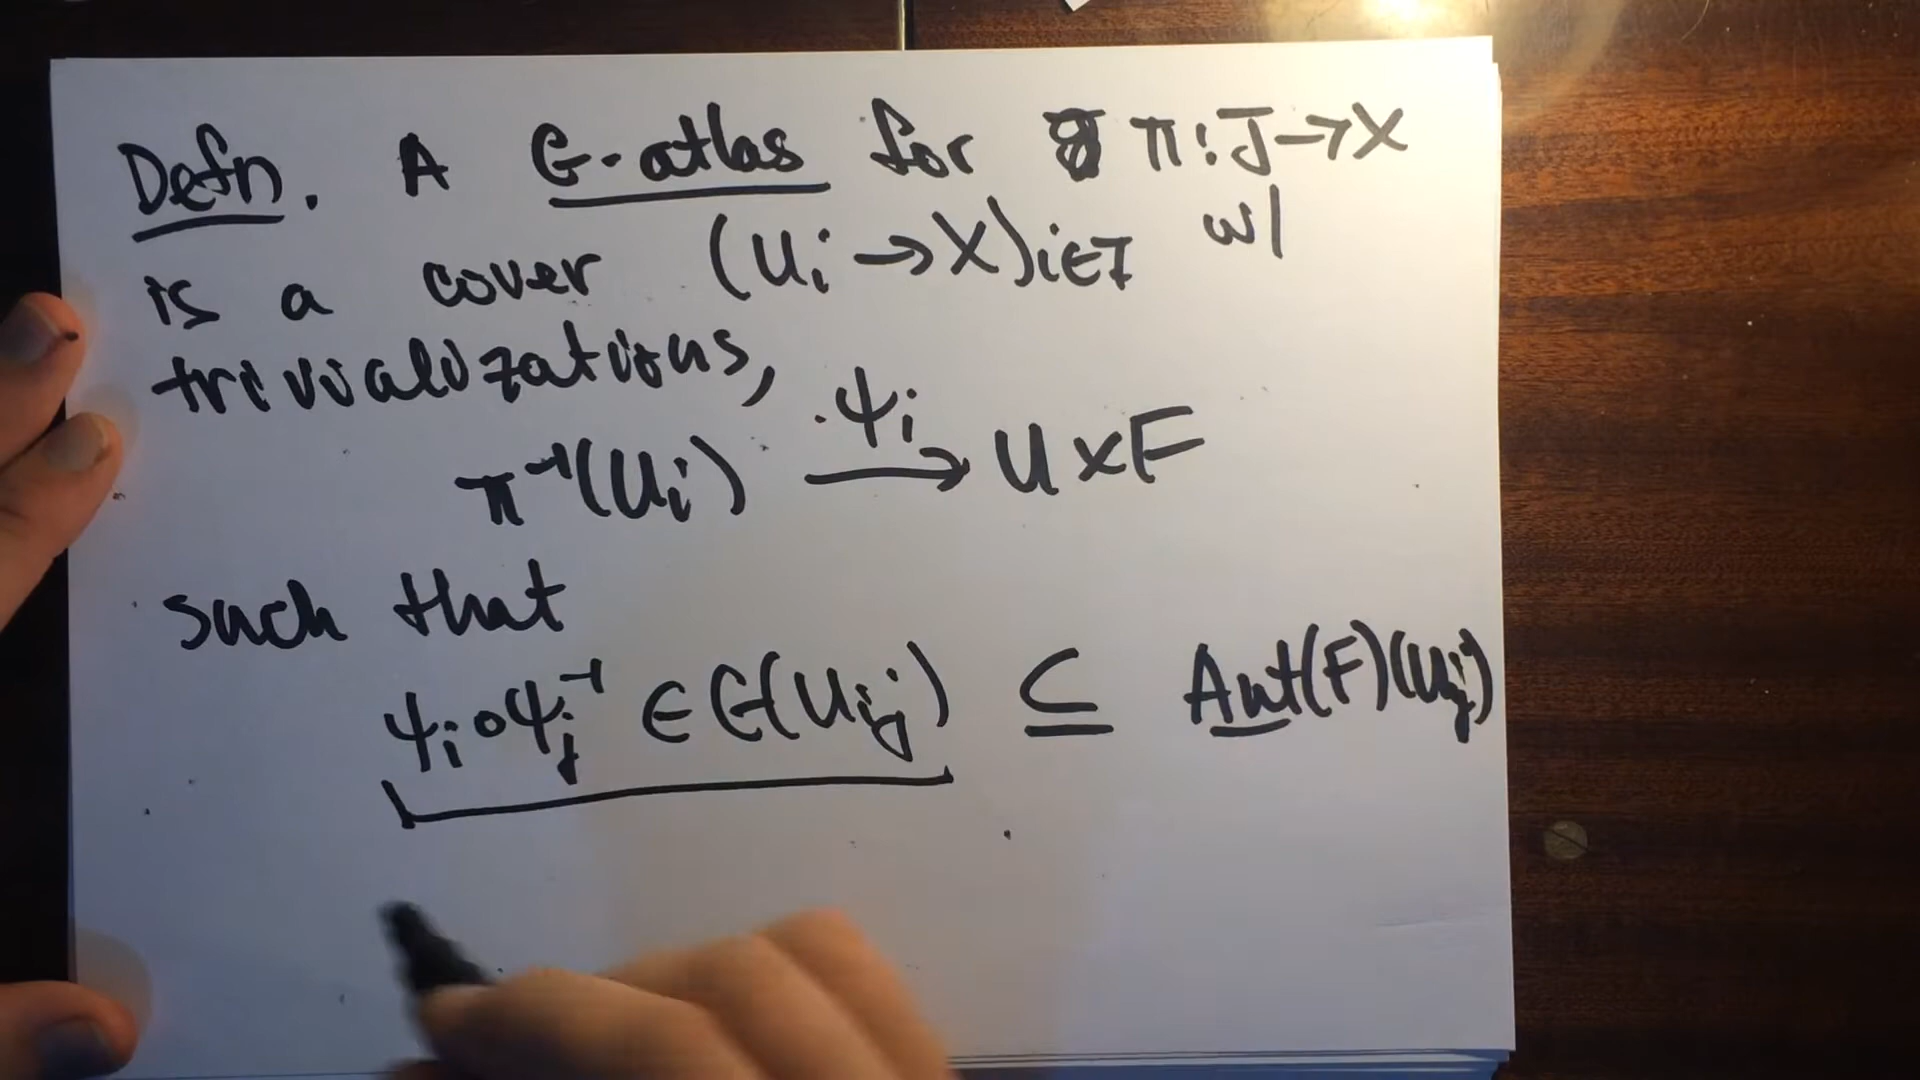 Defn. A G-atlas for π: J → X
is a cover (Ui → X)i∈I w/
trivializations,
π⁻¹(Ui) —ψi→ U × F
such that
ψi ∘ ψj⁻¹ ∈ G(Uij) ⊆ Aut(F)(Uij)